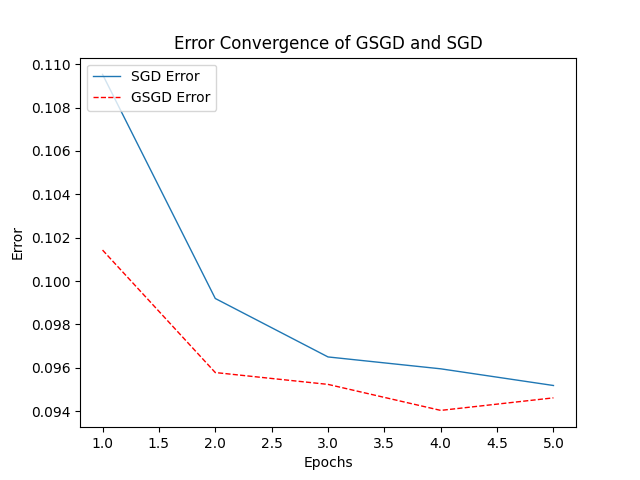 Error Convergence of GSGD and SGD
SGD Error
GSGD Error
Error
0.110
0.108
0.106
0.104
0.102
0.100
0.098
0.096
0.094
1.0 1.5 2.0 2.5 3.0 3.5 4.0 4.5 5.0
Epochs